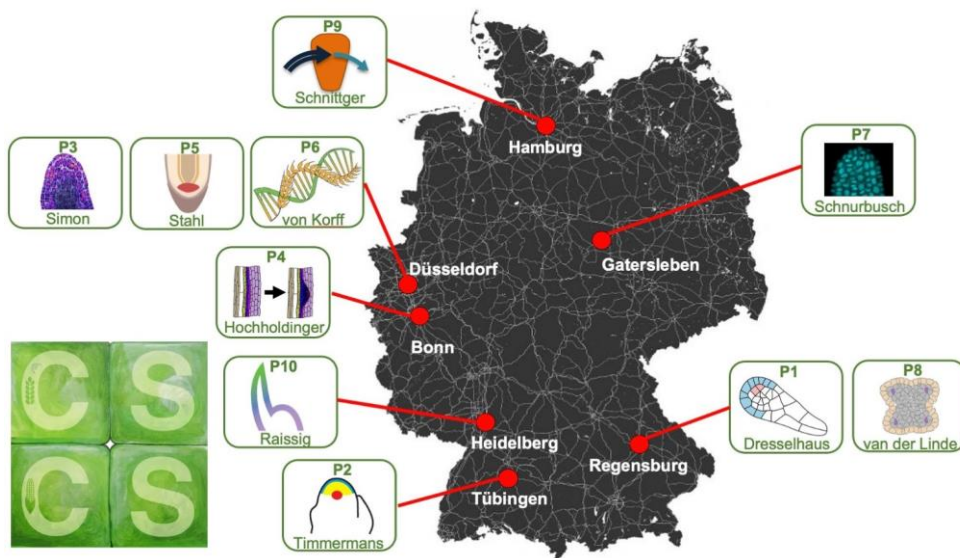 P9
Schnittger
Hamburg
P3
Simon
P5
Stahl
P6
von Korff
P7
Schnurbusch
Düsseldorf
Gatersleben
P4
Hochholdinger
Bonn
P10
Raissig
Heidelberg
P1
Dresselhaus
P8
van der Linde
Regensburg
P2
Timmermans
Tübingen
C S
C S